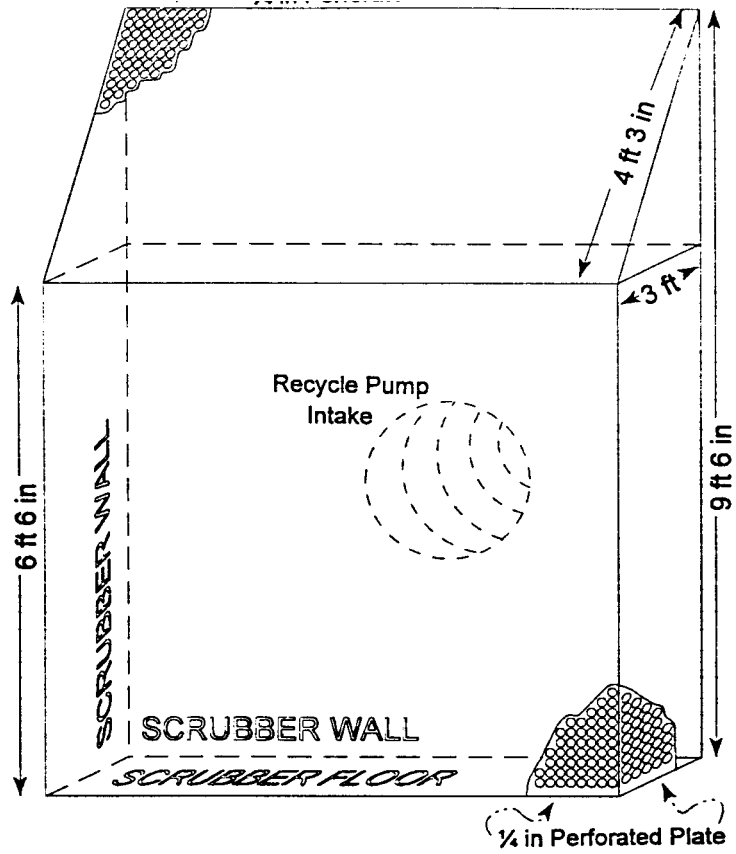 4 ft 3 in
3 ft
Recycle Pump
Intake
9 ft 6 in
6 ft 6 in
SCRUBBER WALL
SCRUBBER WALL
SCRUBBER FLOOR
¼ in Perforated Plate